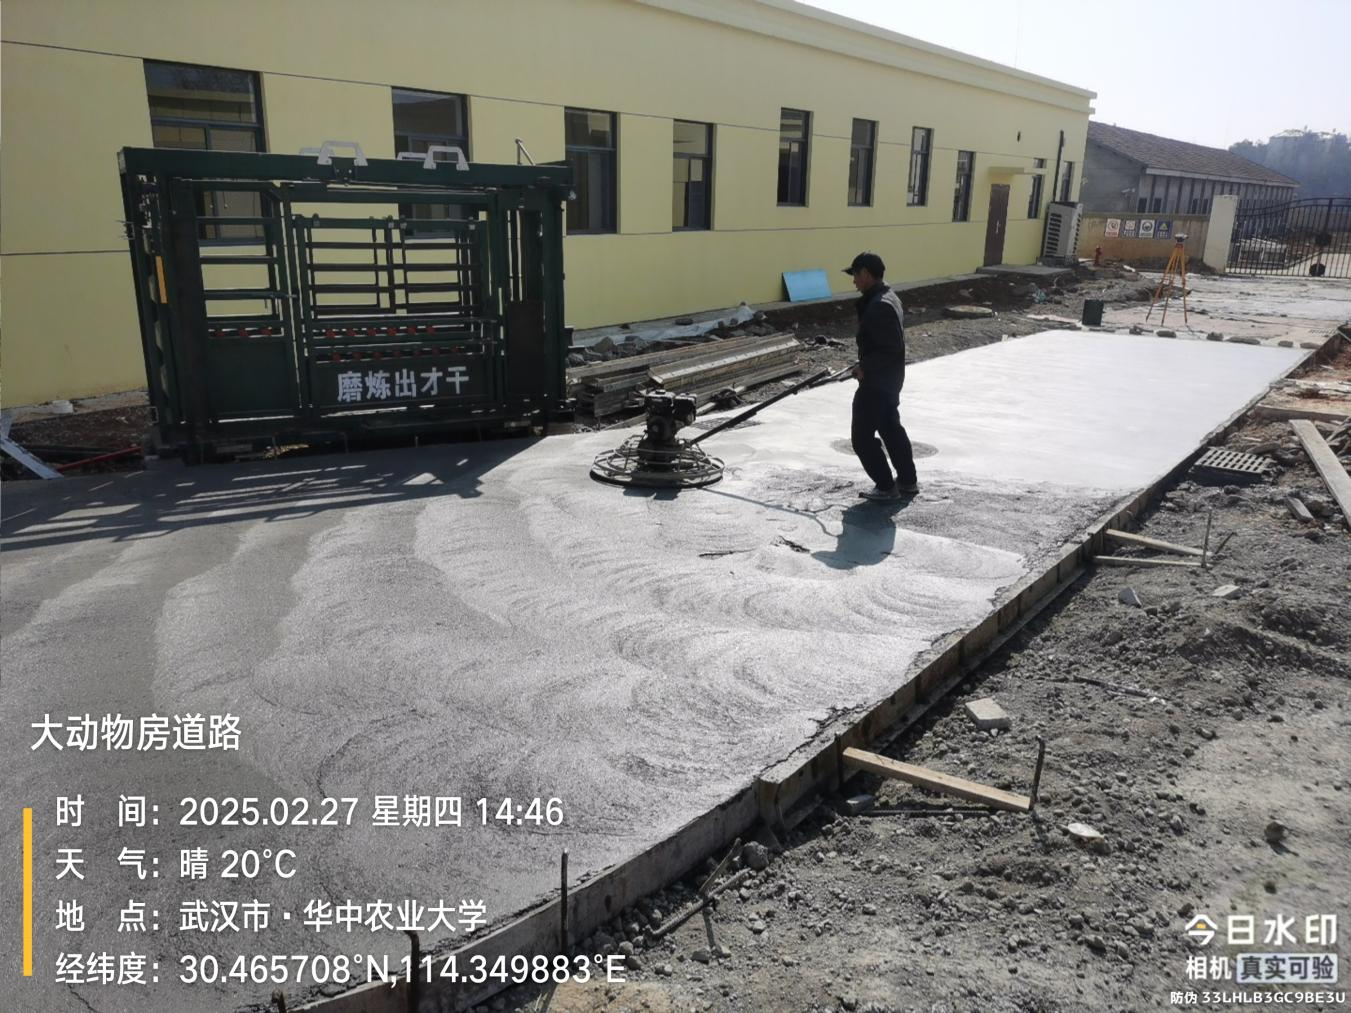 磨炼出才干
大动物房道路
时 间：2025.02.27 星期四 14:46
天 气：晴 20°C
地 点：武汉市·华中农业大学
经纬度：30.465708°N,114.349883°E
今日水印
相机 真实可验
防伪 33LHLB3GC9BE3U